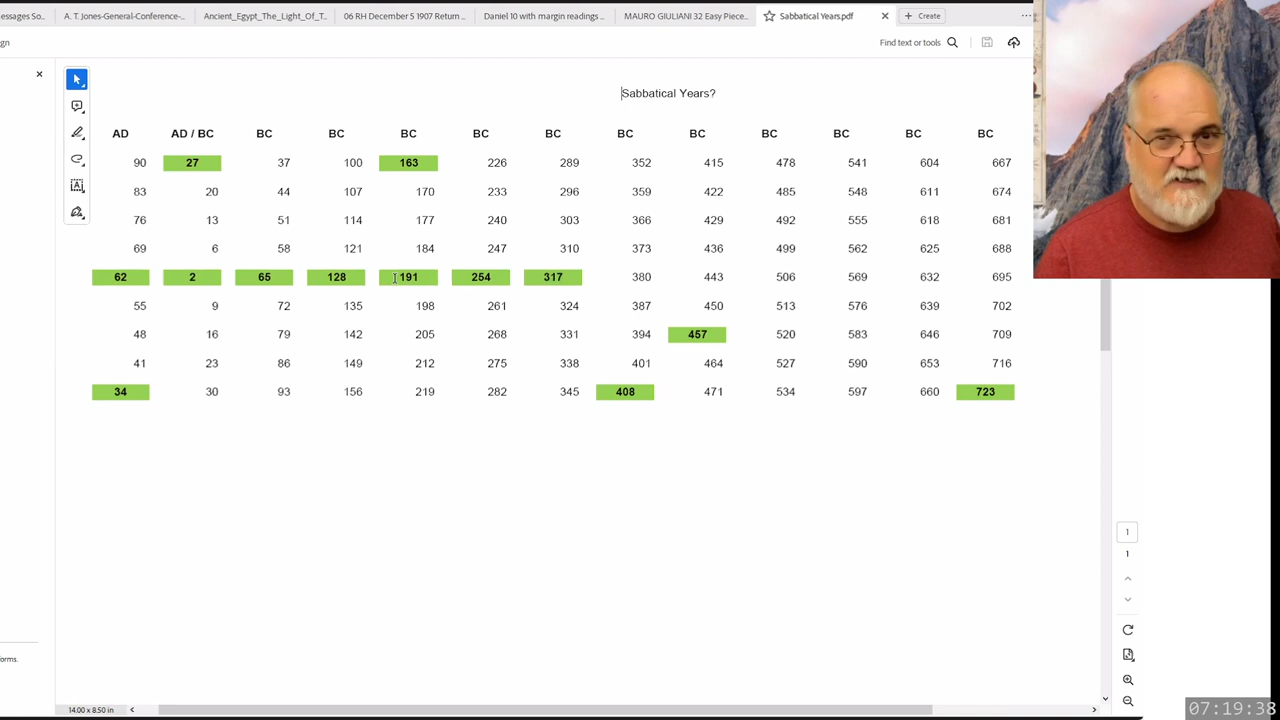 essages So...
A. T. Jones-General-Conference-...
Ancient_Egypt_The_Light_Of_T...
06 RH December 5 1907 Return ...
Daniel 10 with margin readings ...
MAURO GIULIANI 32 Easy Piece...
Sabbatical Years.pdf
Create
gn
Find text or tools
Sabbatical Years?
AD AD / BC BC BC BC BC BC BC BC BC BC BC BC
90 27 37 100 163 226 289 352 415 478 541 604 667
83 20 44 107 170 233 296 359 422 485 548 611 674
76 13 51 114 177 240 303 366 429 492 555 618 681
69 6 58 121 184 247 310 373 436 499 562 625 688
62 2 65 128 191 254 317 380 443 506 569 632 695
55 9 72 135 198 261 324 387 450 513 576 639 702
48 16 79 142 205 268 331 394 457 520 583 646 709
41 23 86 149 212 275 338 401 464 527 590 653 716
34 30 93 156 219 282 345 408 471 534 597 660 723
1
1
orms.
14.00 x 8.50 in
07:19:38